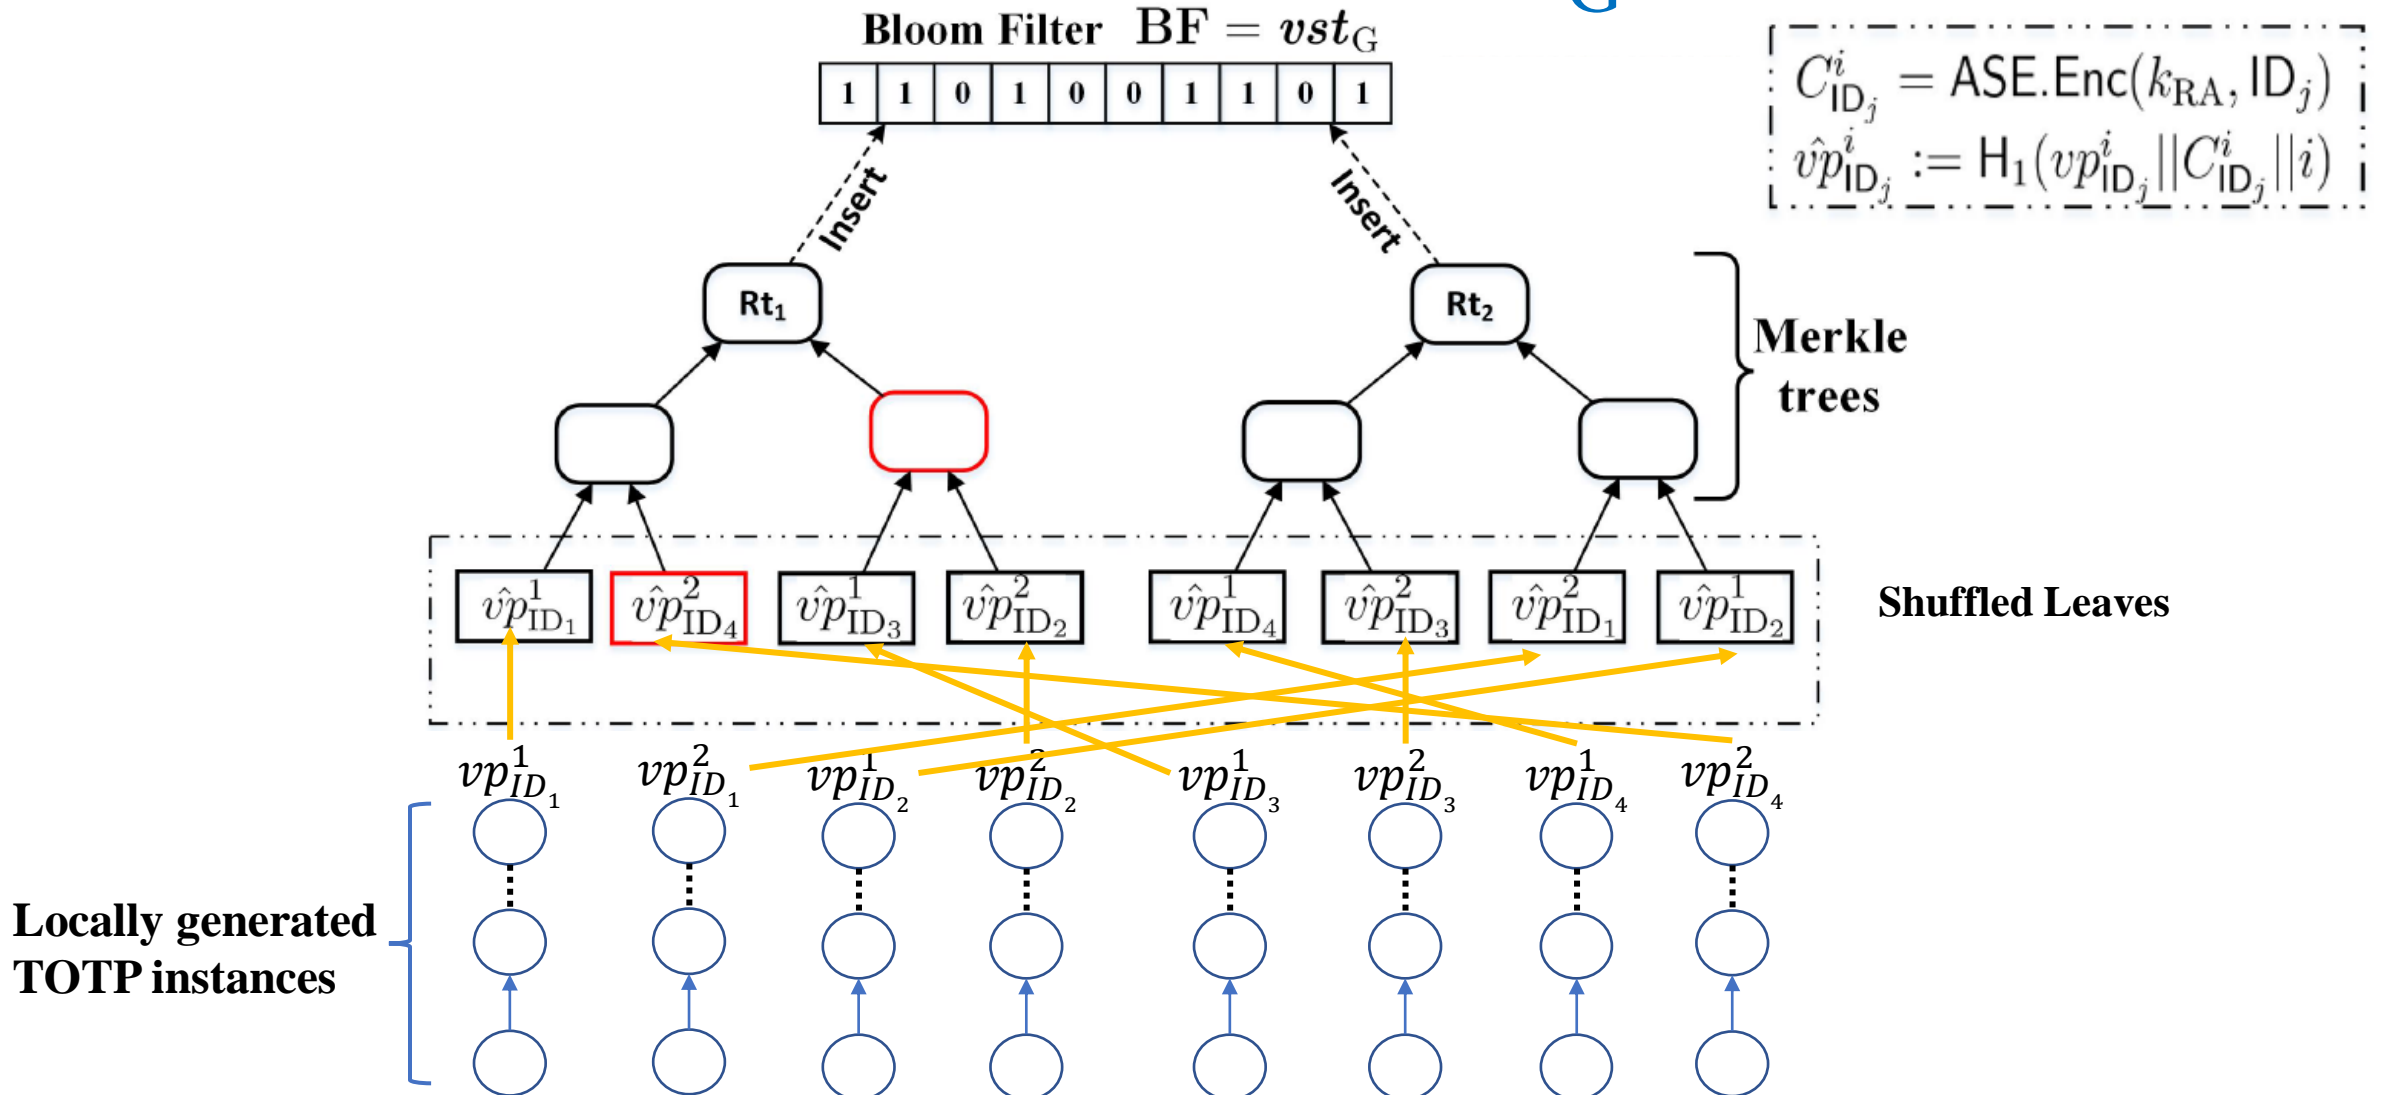 G
Bloom Filter BF = vst_G
1 1 0 1 0 0 1 1 0 1
C^i_{ID_j} = ASE.Enc(k_RA, ID_j)
v̂p^i_{ID_j} := H_1(vp^i_{ID_j}||C^i_{ID_j}||i)
Insert
Insert
Rt₁
Rt₂
Merkle
trees
v̂p^1_{ID_1} v̂p^2_{ID_4} v̂p^1_{ID_3} v̂p^2_{ID_2} v̂p^1_{ID_4} v̂p^2_{ID_3} v̂p^2_{ID_1} v̂p^1_{ID_2}
Shuffled Leaves
vp^1_{ID_1} vp^2_{ID_1} vp^1_{ID_2} vp^2_{ID_2} vp^1_{ID_3} vp^2_{ID_3} vp^1_{ID_4} vp^2_{ID_4}
Locally generated
TOTP instances